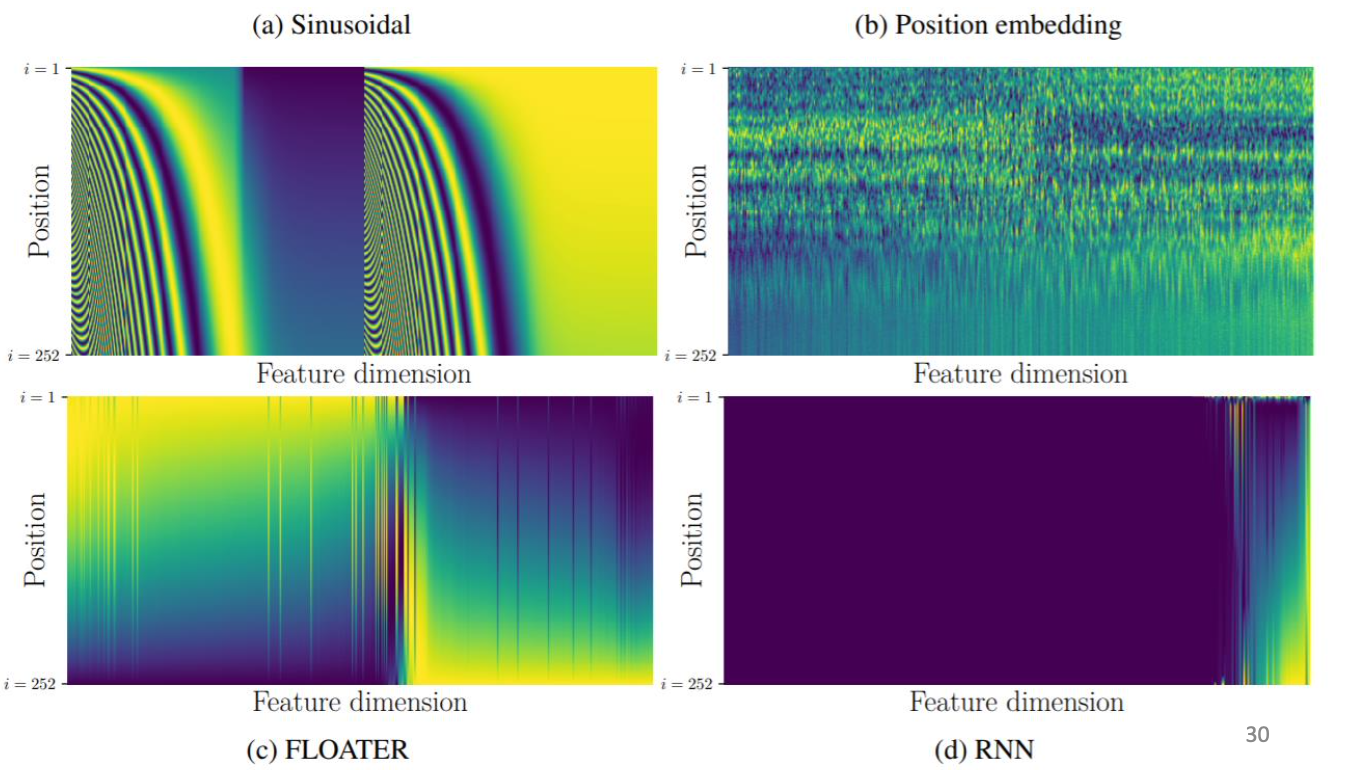 (a) Sinusoidal
(b) Position embedding
i = 1
Position
i = 252
Feature dimension
i = 1
Position
i = 252
Feature dimension
i = 1
Position
i = 252
Feature dimension
i = 1
Position
i = 252
Feature dimension
(c) FLOATER
(d) RNN
30